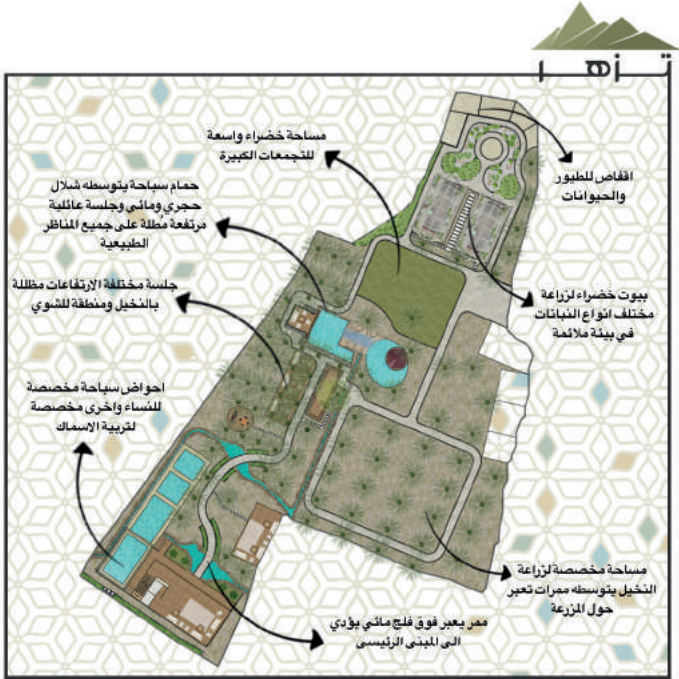 تزهر
مساحة خضراء واسعة
للتجمعات الكبيرة
اقفاص للطيور
والحيوانات
حمام سباحة يتوسطه شلال
حجري ومائي وجلسة عائلية
مرتفعة مُطلة على جميع المناظر
الطبيعية
جلسة مختلفة الارتفاعات مظللة
بالنخيل ومنطقة للشوي
بيوت خضراء لزراعة
مختلف انواع النباتات
في بيئة ملائمة
احواض سباحة مخصصة
للنساء واخرى مخصصة
لتربية الاسماك
مساحة مخصصة لزراعة
النخيل يتوسطه ممرات تعبر
حول المزرعة
ممر يعبر فوق فلج مائي يؤدي
الى المبنى الرئيسي